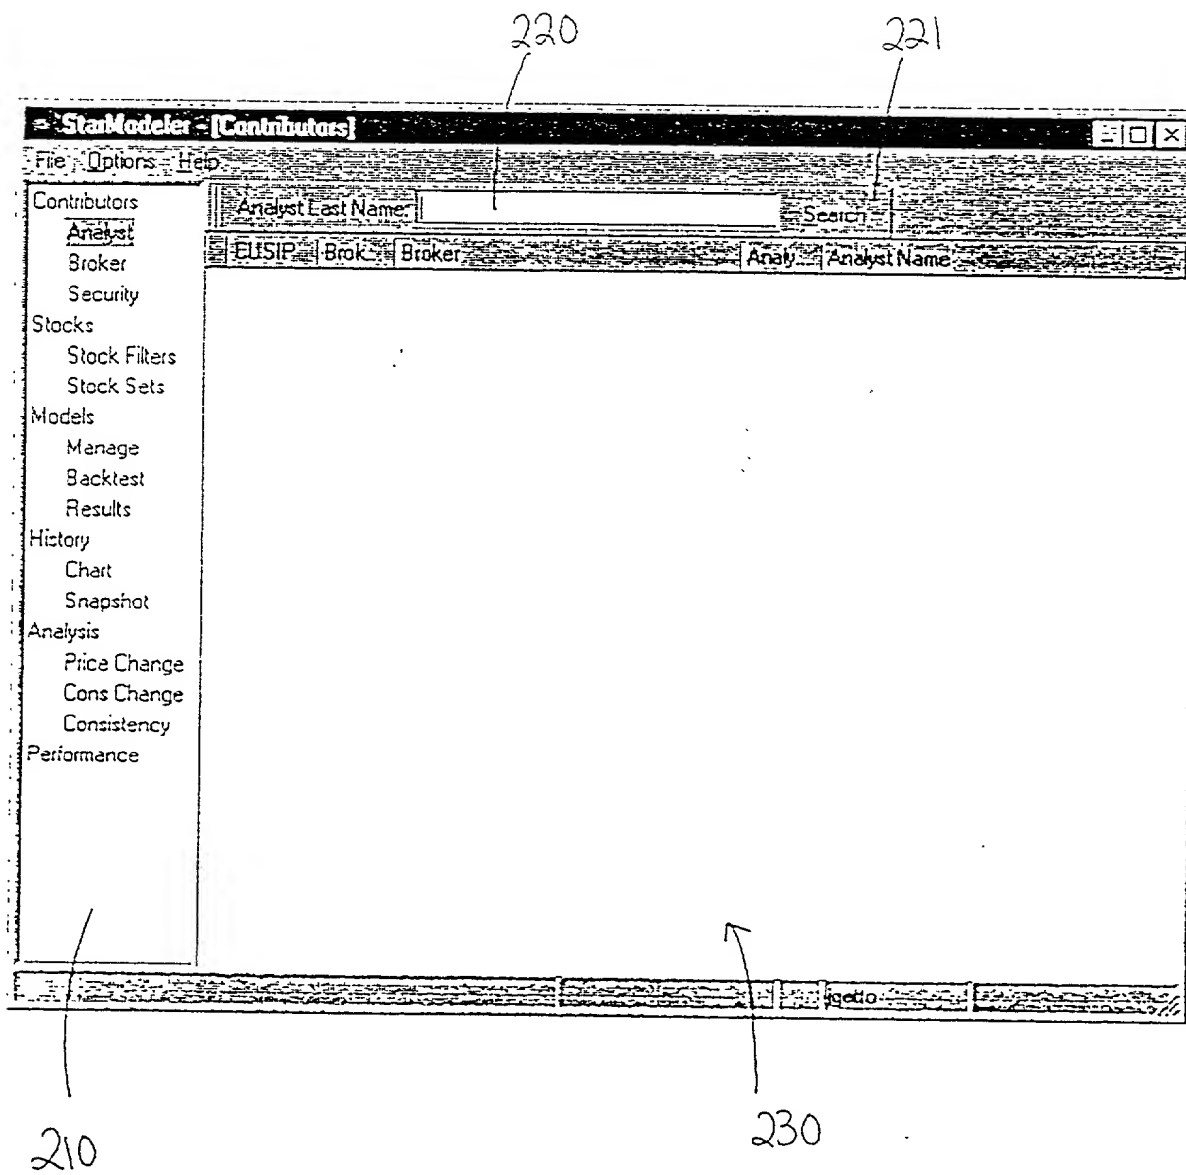 220
221
StarModeler - [Contributors]
File Options Help
Contributors
Analyst
Broker
Security
Stocks
Stock Filters
Stock Sets
Models
Manage
Backtest
Results
History
Chart
Snapshot
Analysis
Price Change
Cons Change
Consistency
Performance
Analyst Last Name: Search
Brok... Broker Analy... Analyst Name
210
230